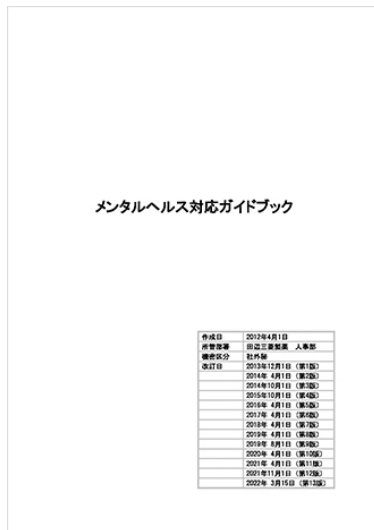 メンタルヘルス対応ガイドブック
作成日 2012年4月1日
所管部署 田辺三菱製薬 人事部
機密区分 社外秘
改訂日 2013年12月1日（第1版）
2014年 4月1日（第2版）
2014年10月1日（第3版）
2015年10月1日（第4版）
2016年 4月1日（第5版）
2017年 4月1日（第6版）
2018年 4月1日（第7版）
2019年 4月1日（第8版）
2019年 8月1日（第9版）
2020年 4月1日（第10版）
2021年 4月1日（第11版）
2021年11月1日（第12版）
2022年 3月15日（第13版）